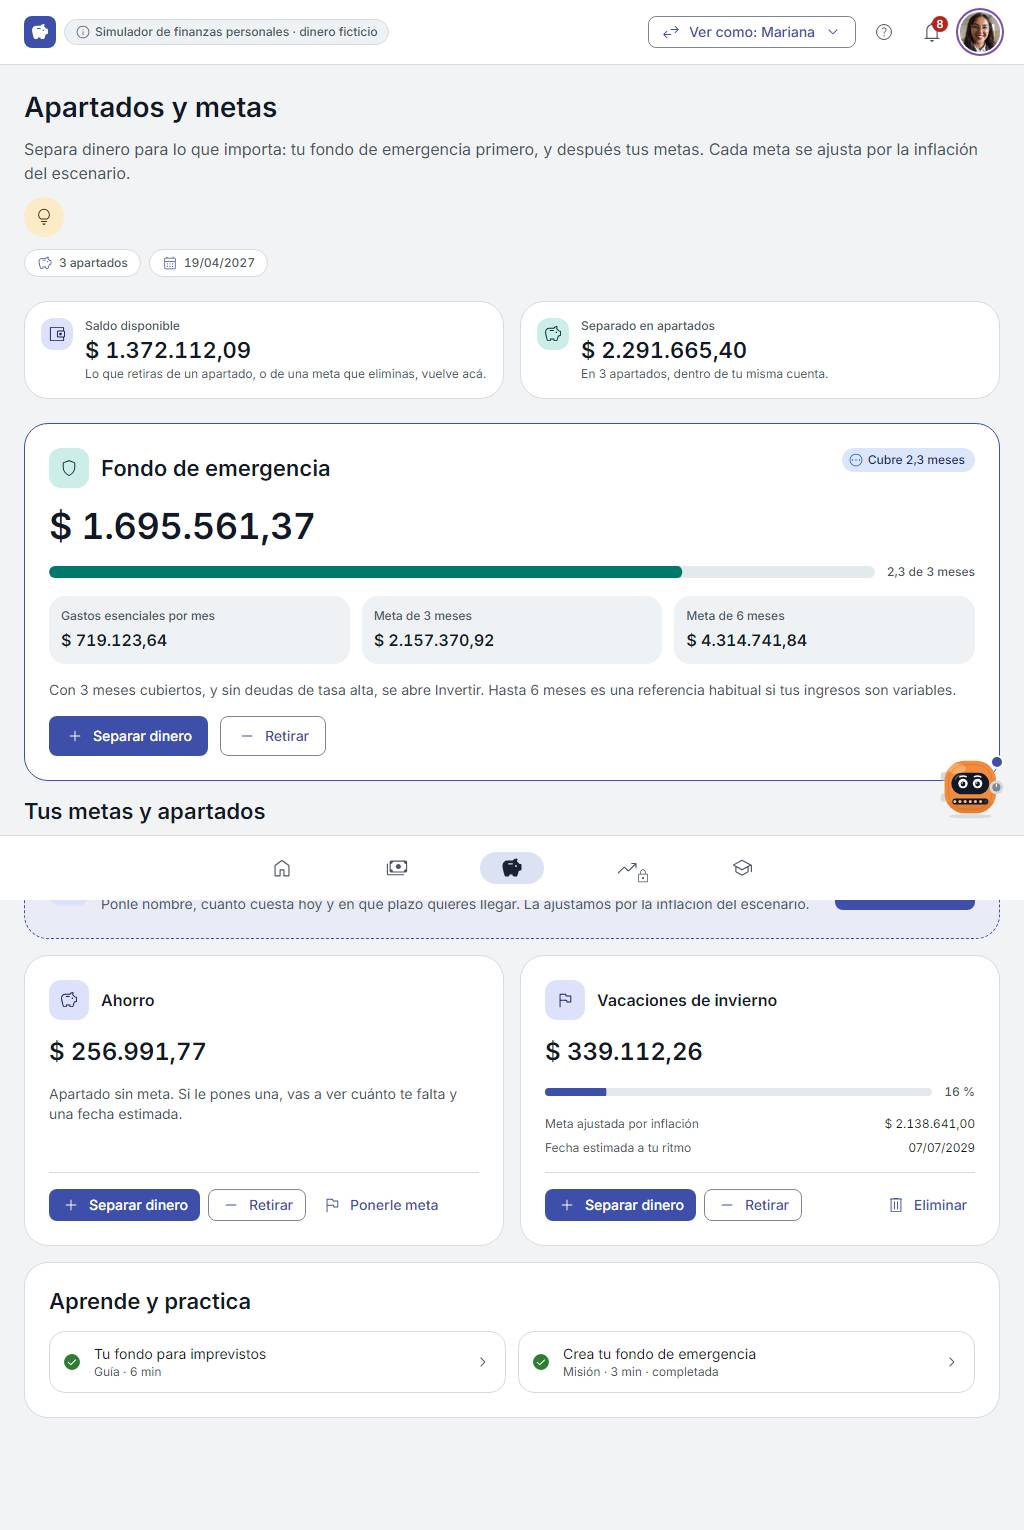 Simulador de finanzas personales · dinero ficticio
Ver como: Mariana
8
Apartados y metas
Separa dinero para lo que importa: tu fondo de emergencia primero, y después tus metas. Cada meta se ajusta por la inflación
del escenario.
3 apartados
19/04/2027
Saldo disponible
$ 1.372.112,09
Lo que retiras de un apartado, o de una meta que eliminas, vuelve acá.
Separado en apartados
$ 2.291.665,40
En 3 apartados, dentro de tu misma cuenta.
Fondo de emergencia
Cubre 2,3 meses
$ 1.695.561,37
2,3 de 3 meses
Gastos esenciales por mes
$ 719.123,64
Meta de 3 meses
$ 2.157.370,92
Meta de 6 meses
$ 4.314.741,84
Con 3 meses cubiertos, y sin deudas de tasa alta, se abre Invertir. Hasta 6 meses es una referencia habitual si tus ingresos son variables.
Separar dinero
Retirar
Tus metas y apartados
Ponle nombre, cuánto cuesta hoy y en qué plazo quieres llegar. La ajustamos por la inflación del escenario.
Ahorro
$ 256.991,77
Apartado sin meta. Si le pones una, vas a ver cuánto te falta y
una fecha estimada.
Separar dinero
Retirar
Ponerle meta
Vacaciones de invierno
$ 339.112,26
16 %
Meta ajustada por inflación
$ 2.138.641,00
Fecha estimada a tu ritmo
07/07/2029
Separar dinero
Retirar
Eliminar
Aprende y practica
Tu fondo para imprevistos
Guía · 6 min
Crea tu fondo de emergencia
Misión · 3 min · completada